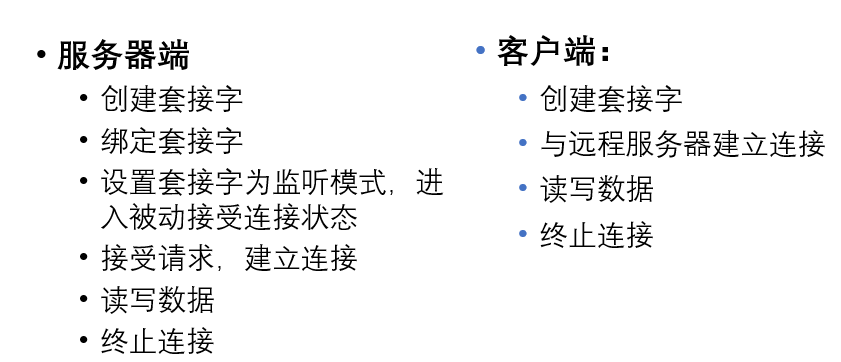 服务器端
创建套接字
绑定套接字
设置套接字为监听模式，进
入被动接受连接状态
接受请求，建立连接
读写数据
终止连接
客户端：
创建套接字
与远程服务器建立连接
读写数据
终止连接